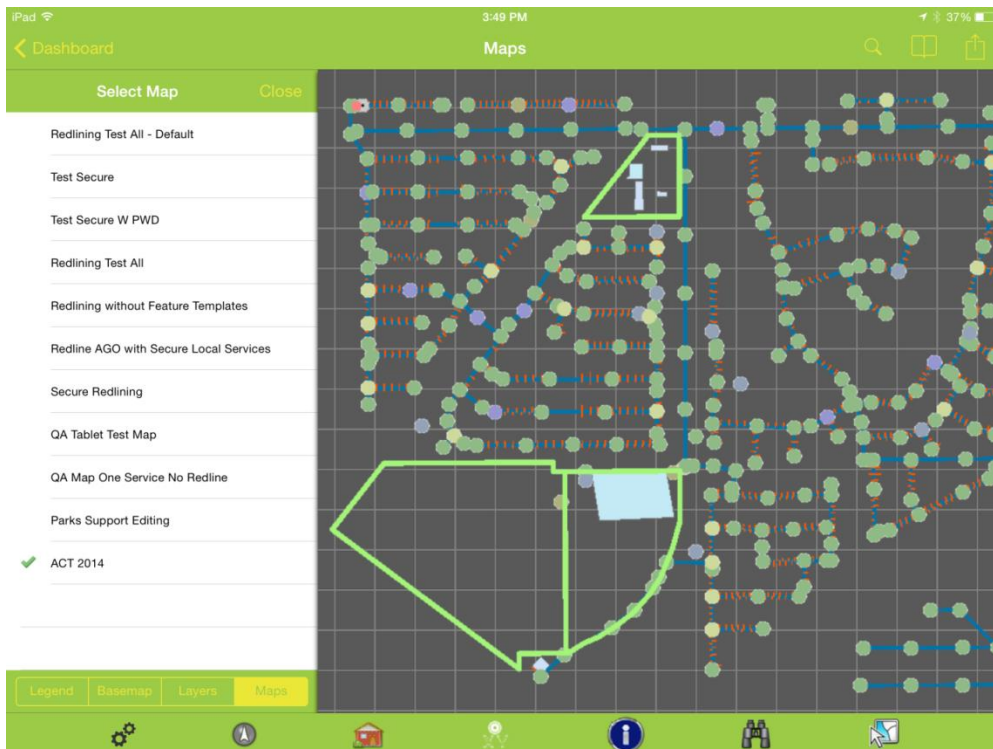 iPad 3:49 PM 37%
Dashboard Maps
Select Map Close
Redlining Test All - Default
Test Secure
Test Secure W PWD
Redlining Test All
Redlining without Feature Templates
Redline AGO with Secure Local Services
Secure Redlining
QA Tablet Test Map
QA Map One Service No Redline
Parks Support Editing
ACT 2014
Legend Basemap Layers Maps